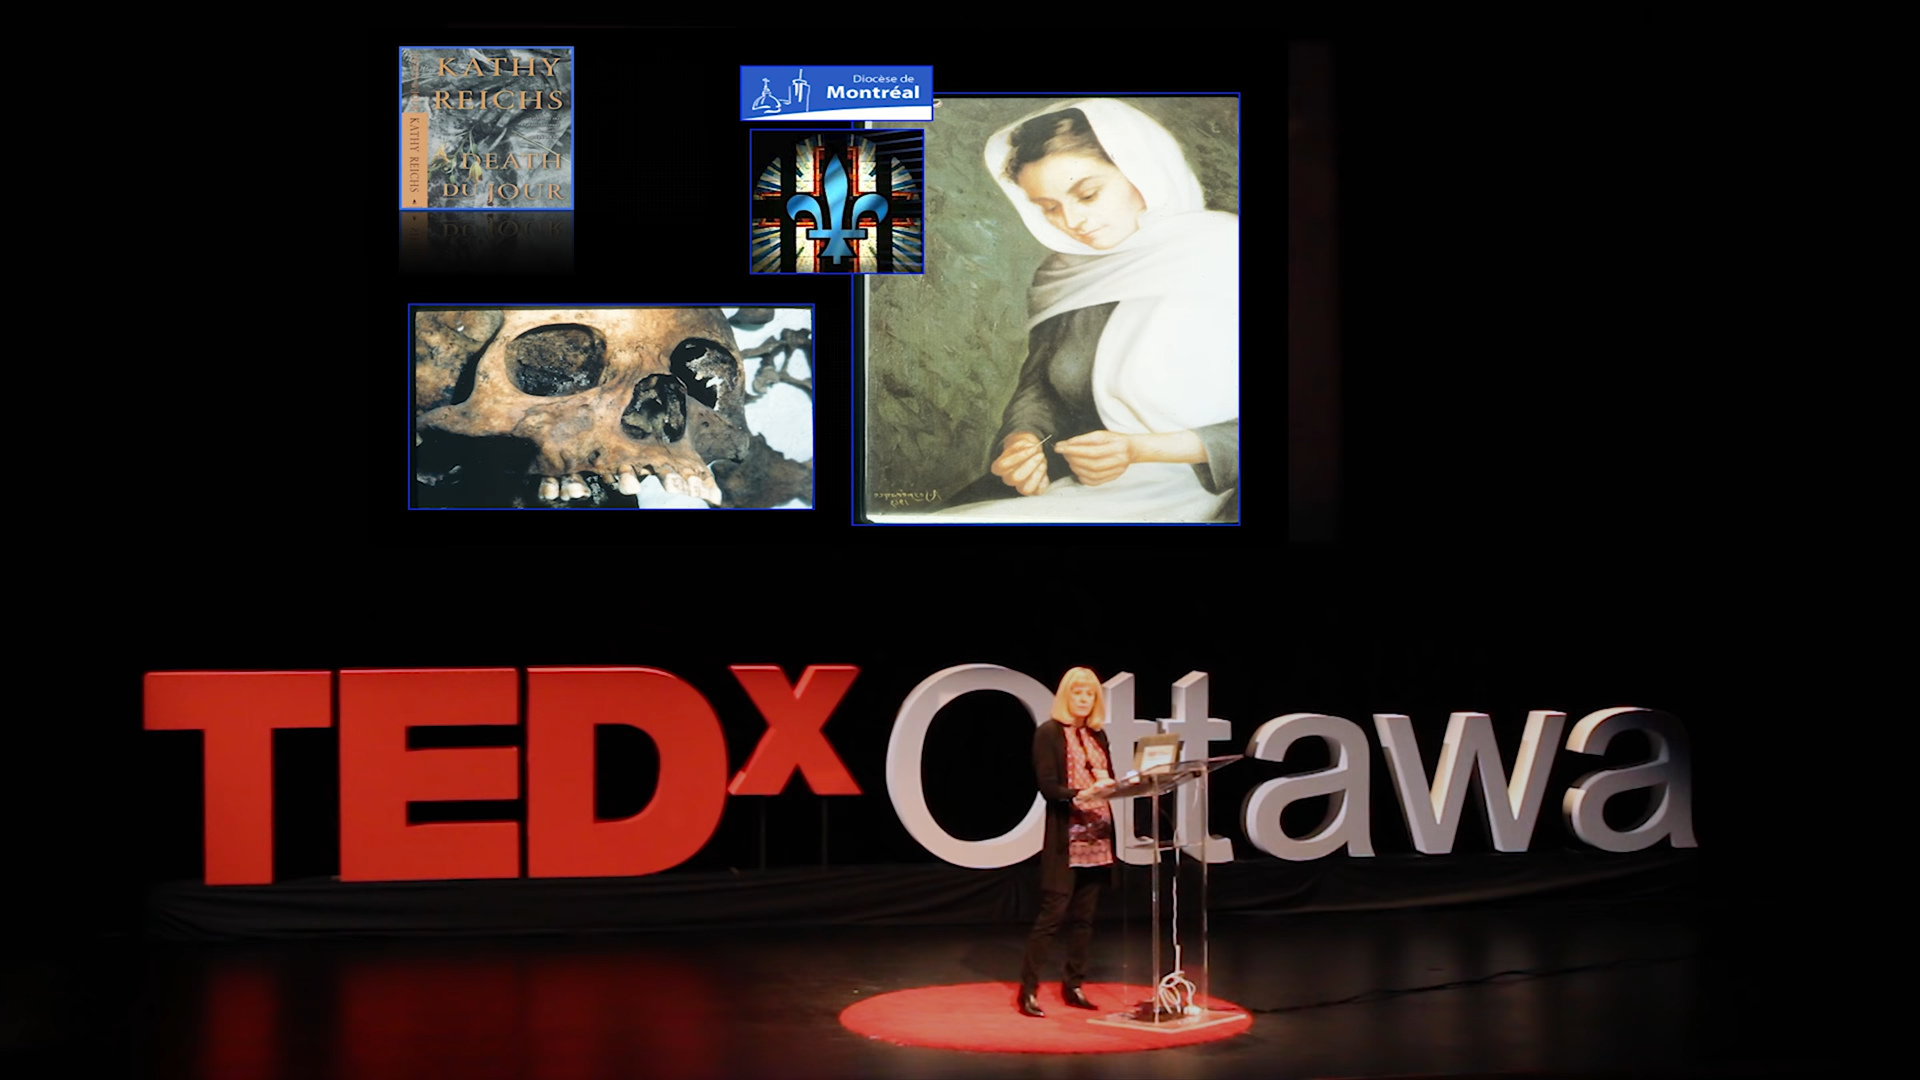 KATHY
REICHS
KATHY REICHS
A DEATH
DU JOUR
Diocèse de
Montréal
TEDx Ottawa